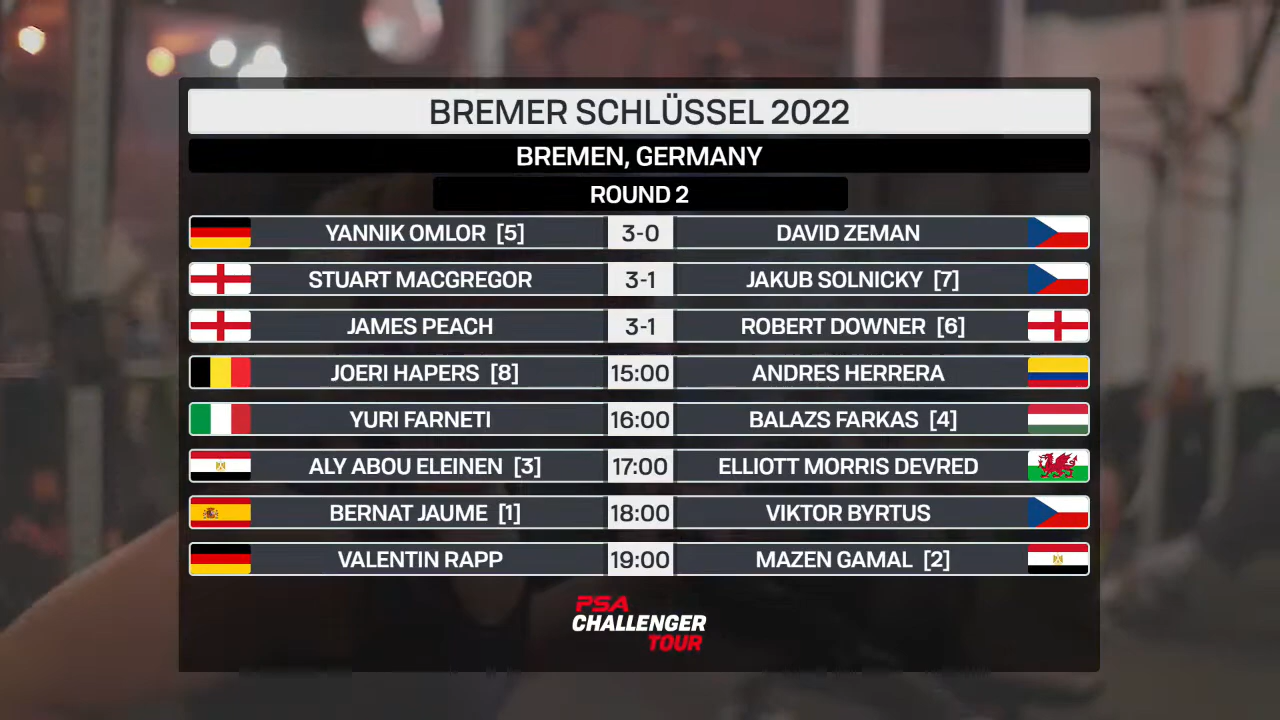 BREMER SCHLÜSSEL 2022
BREMEN, GERMANY
ROUND 2
YANNIK OMLOR [5] 3-0 DAVID ZEMAN
STUART MACGREGOR 3-1 JAKUB SOLNICKY [7]
JAMES PEACH 3-1 ROBERT DOWNER [6]
JOERI HAPERS [8] 15:00 ANDRES HERRERA
YURI FARNETI 16:00 BALAZS FARKAS [4]
ALY ABOU ELEINEN [3] 17:00 ELLIOTT MORRIS DEVRED
BERNAT JAUME [1] 18:00 VIKTOR BYRTUS
VALENTIN RAPP 19:00 MAZEN GAMAL [2]
PSA
CHALLENGER
TOUR